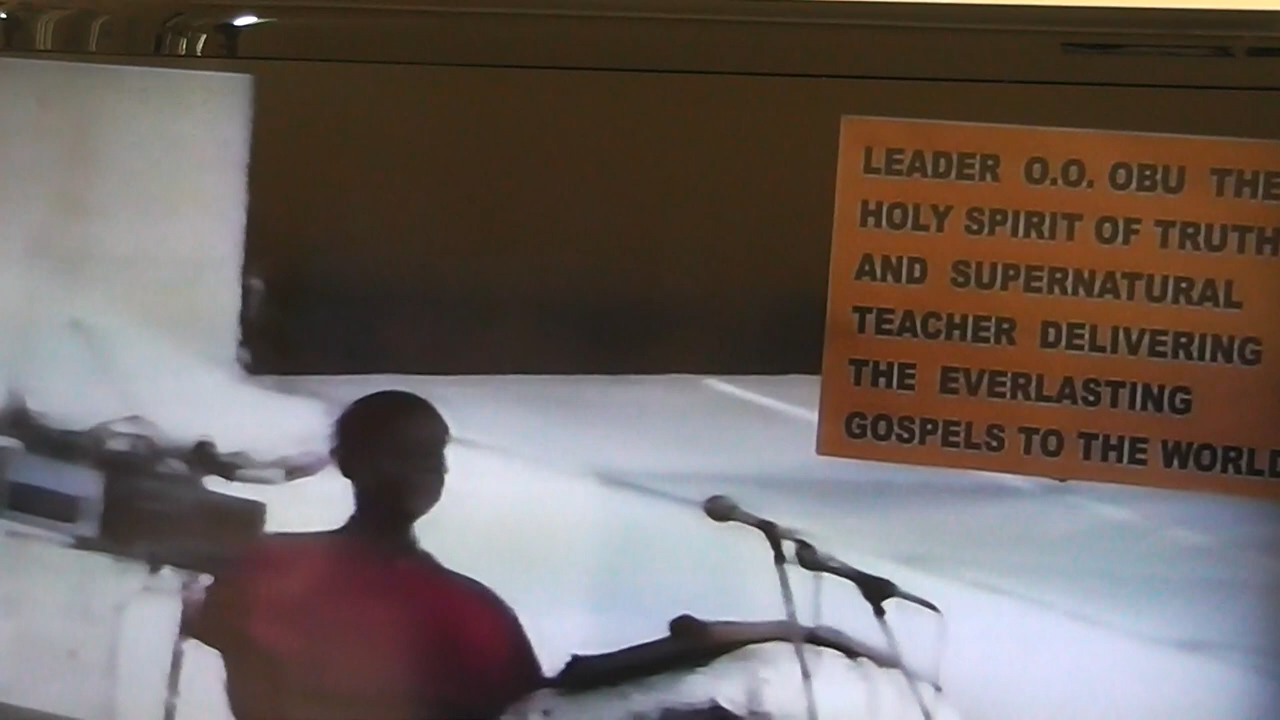 LEADER O.O. OBU THE
HOLY SPIRIT OF TRUTH
AND SUPERNATURAL
TEACHER DELIVERING
THE EVERLASTING
GOSPELS TO THE WORLD